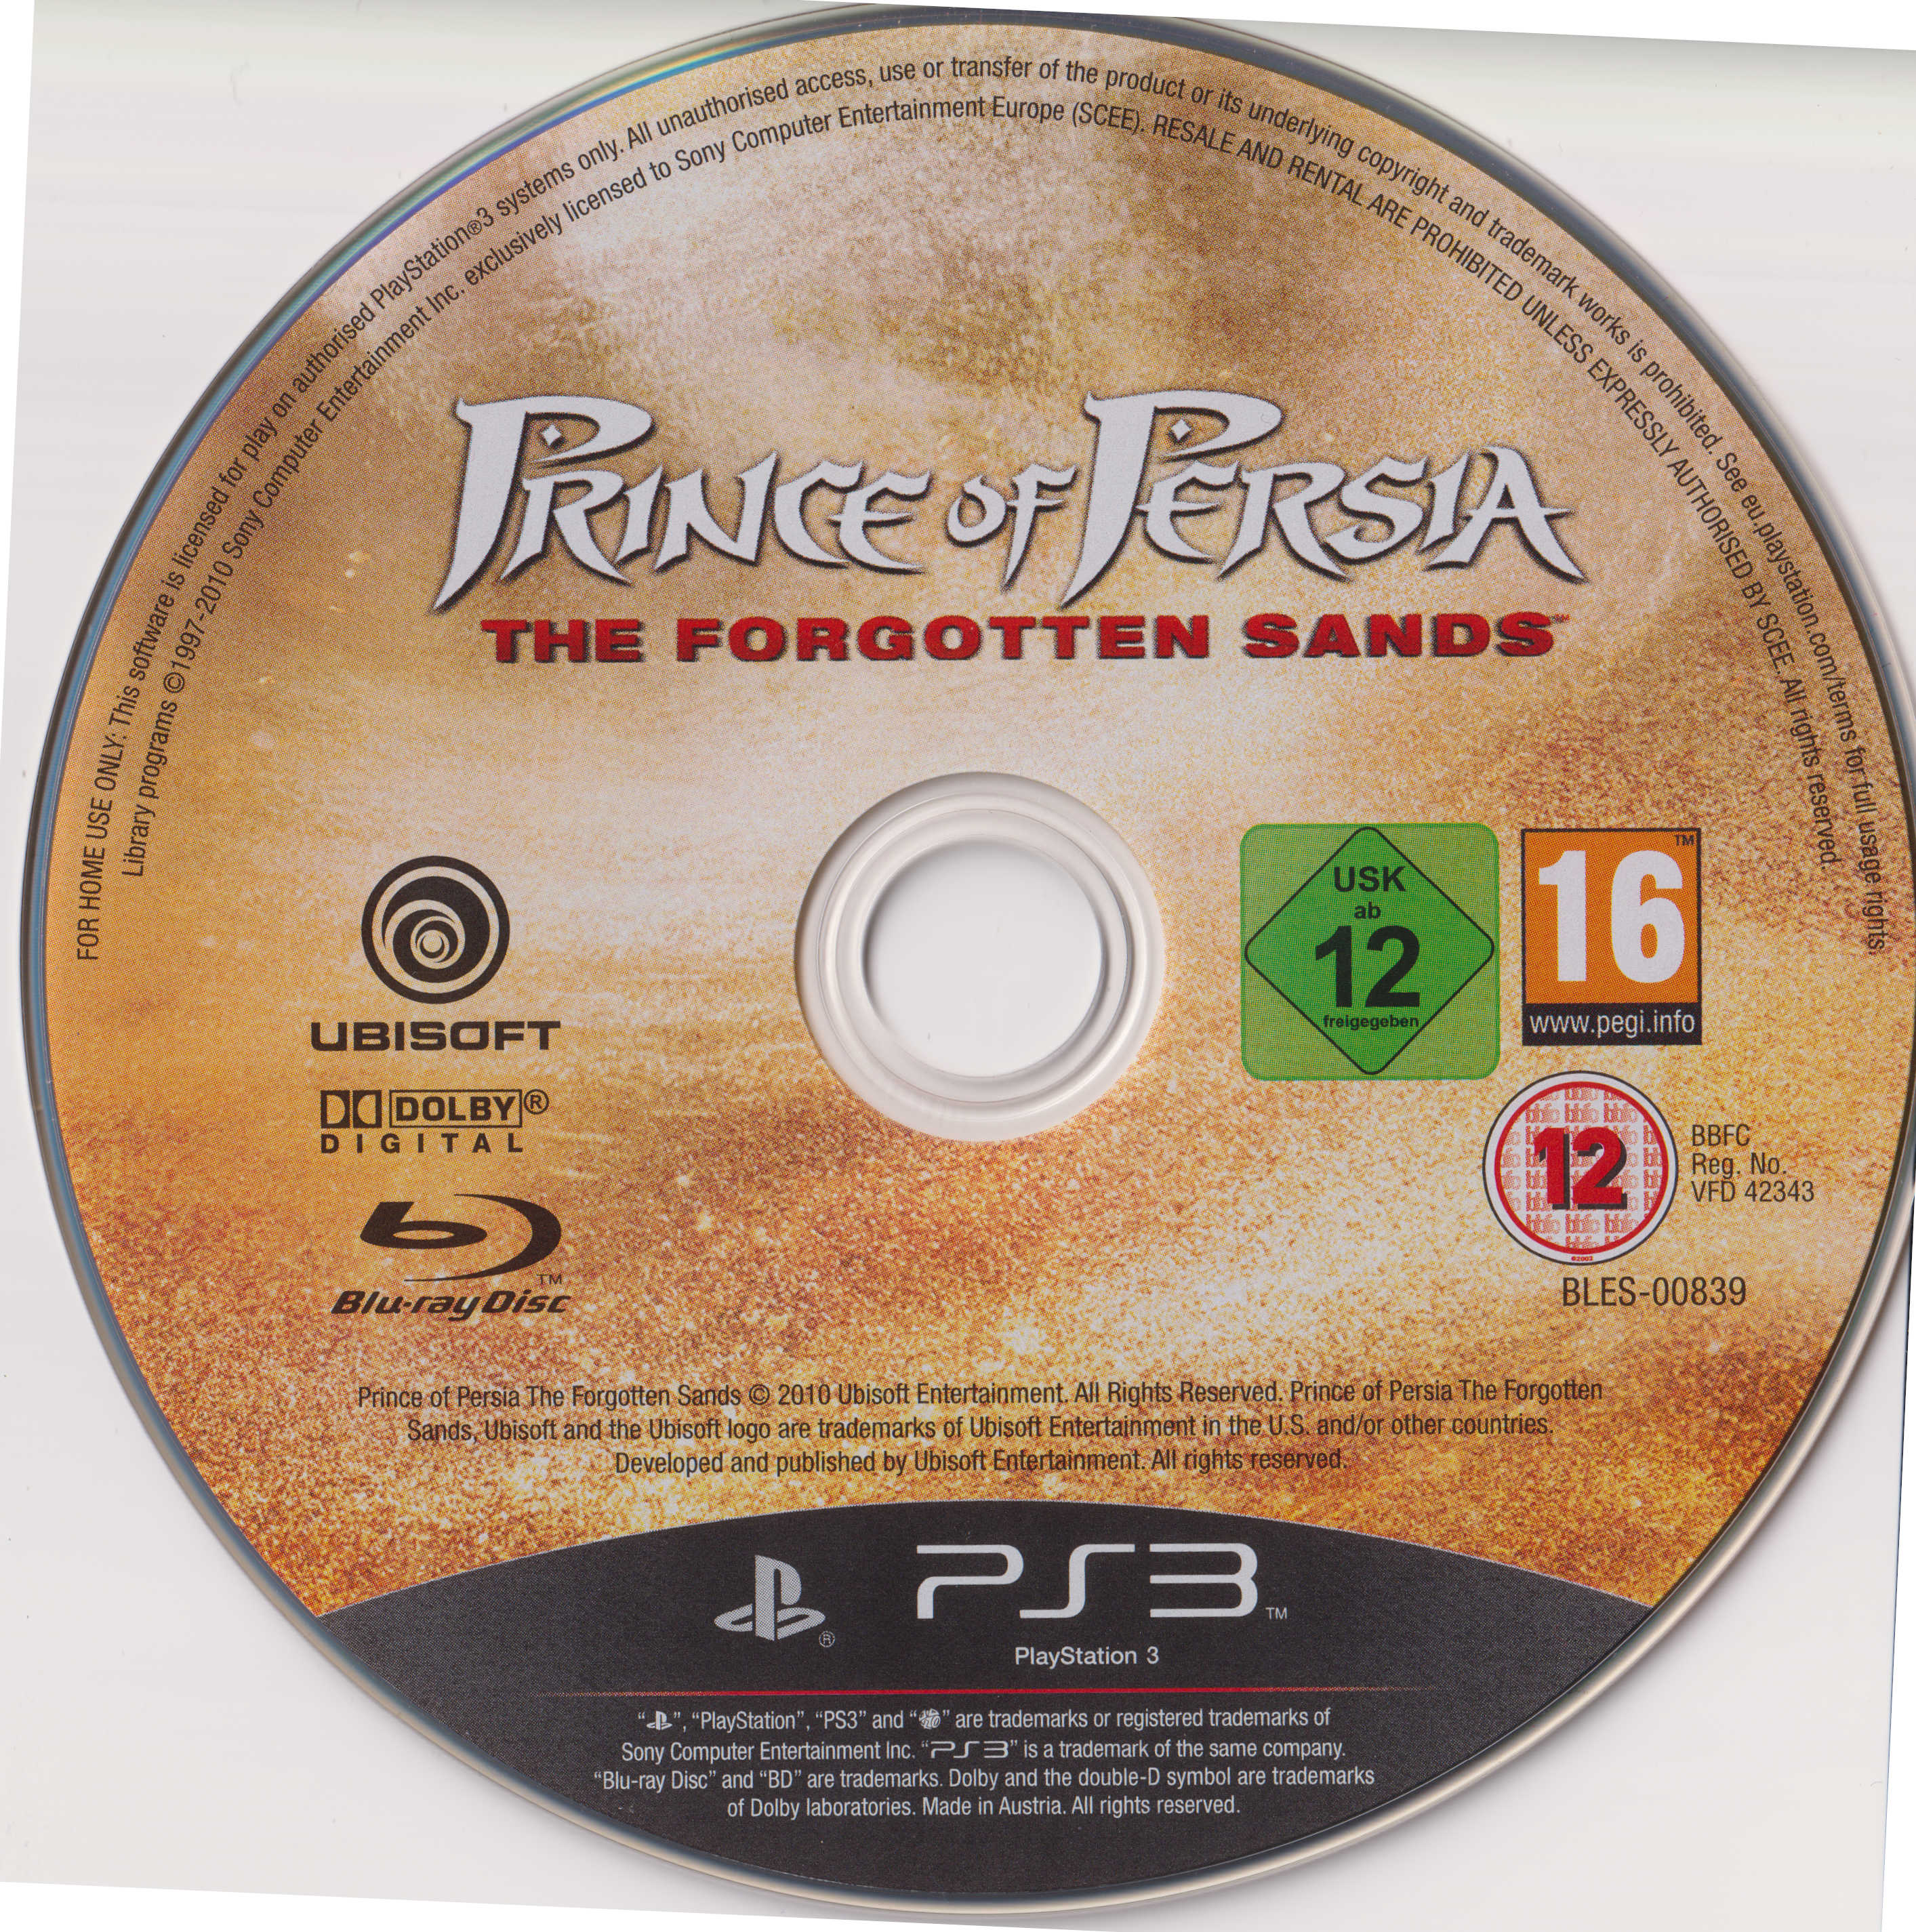 FOR HOME USE ONLY: This software is licensed for play on authorised PlayStation®3 systems only. All unauthorised access, use or transfer of the product or its underlying copyright and trademark works is prohibited. See eu.playstation.com/terms for full usage rights.
Library programs ©1997-2010 Sony Computer Entertainment Inc. exclusively licensed to Sony Computer Entertainment Europe (SCEE). RESALE AND RENTAL ARE PROHIBITED UNLESS EXPRESSLY AUTHORISED BY SCEE. All rights reserved.
PRINCE OF PERSIA
THE FORGOTTEN SANDS™
UBISOFT
DOLBY®
DIGITAL
™
Blu-ray Disc
USK
ab
12
freigegeben
™
16
www.pegi.info
12
©2002
BBFC
Reg. No.
VFD 42343
BLES-00839
Prince of Persia The Forgotten Sands © 2010 Ubisoft Entertainment. All Rights Reserved. Prince of Persia The Forgotten
Sands, Ubisoft and the Ubisoft logo are trademarks of Ubisoft Entertainment in the U.S. and/or other countries.
Developed and published by Ubisoft Entertainment. All rights reserved.
® PS3™
PlayStation 3
“”, “PlayStation”, “PS3” and “” are trademarks or registered trademarks of
Sony Computer Entertainment Inc. “PS3” is a trademark of the same company.
“Blu-ray Disc” and “BD” are trademarks. Dolby and the double-D symbol are trademarks
of Dolby laboratories. Made in Austria. All rights reserved.